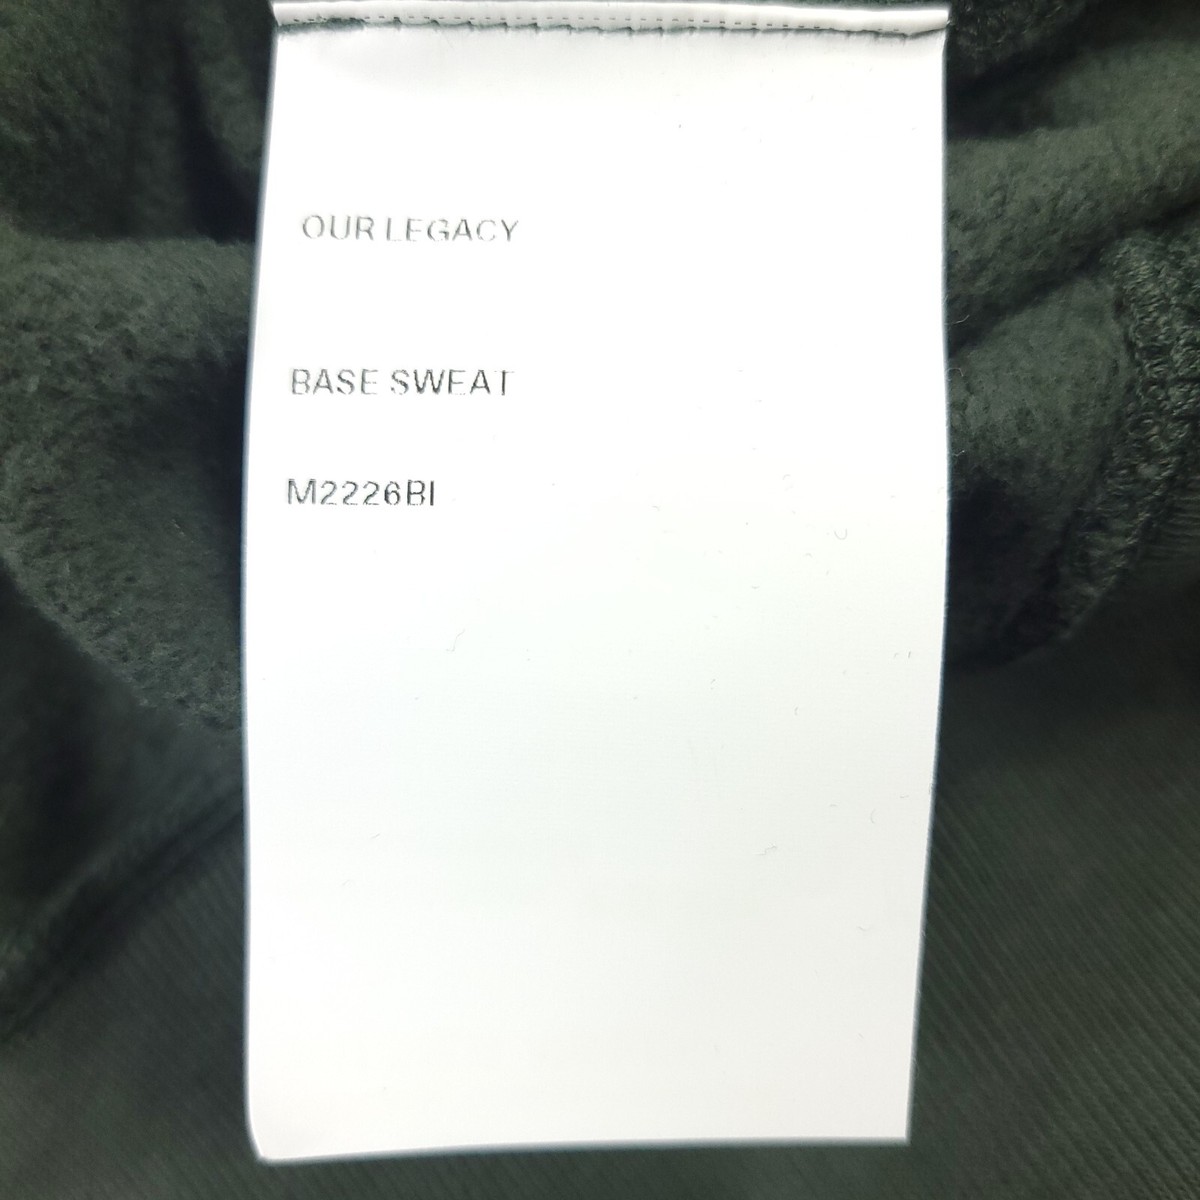 OUR LEGACY
BASE SWEAT
M2226BI